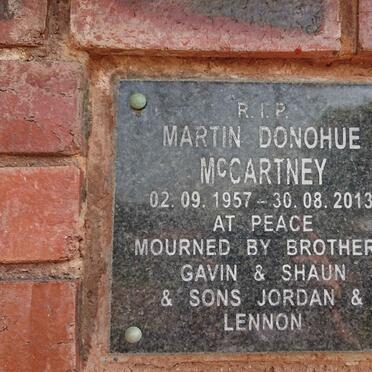 R.I.P.
MARTIN DONOHUE
McCARTNEY
02.09.1957 - 30.08.2013
AT PEACE
MOURNED BY BROTHER
GAVIN & SHAUN
& SONS JORDAN &
LENNON